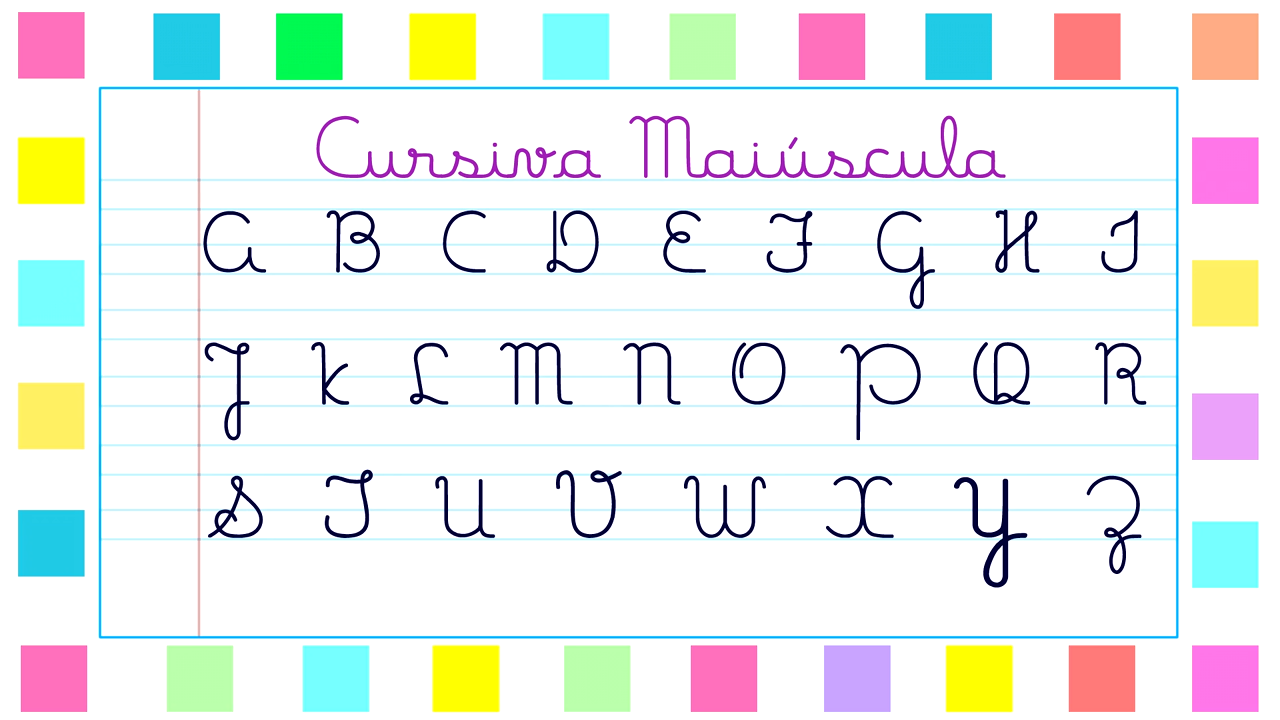 Cursiva Maiúscula
A B C D E F G H I
J K L M N O P Q R
S T U V W X Y Z